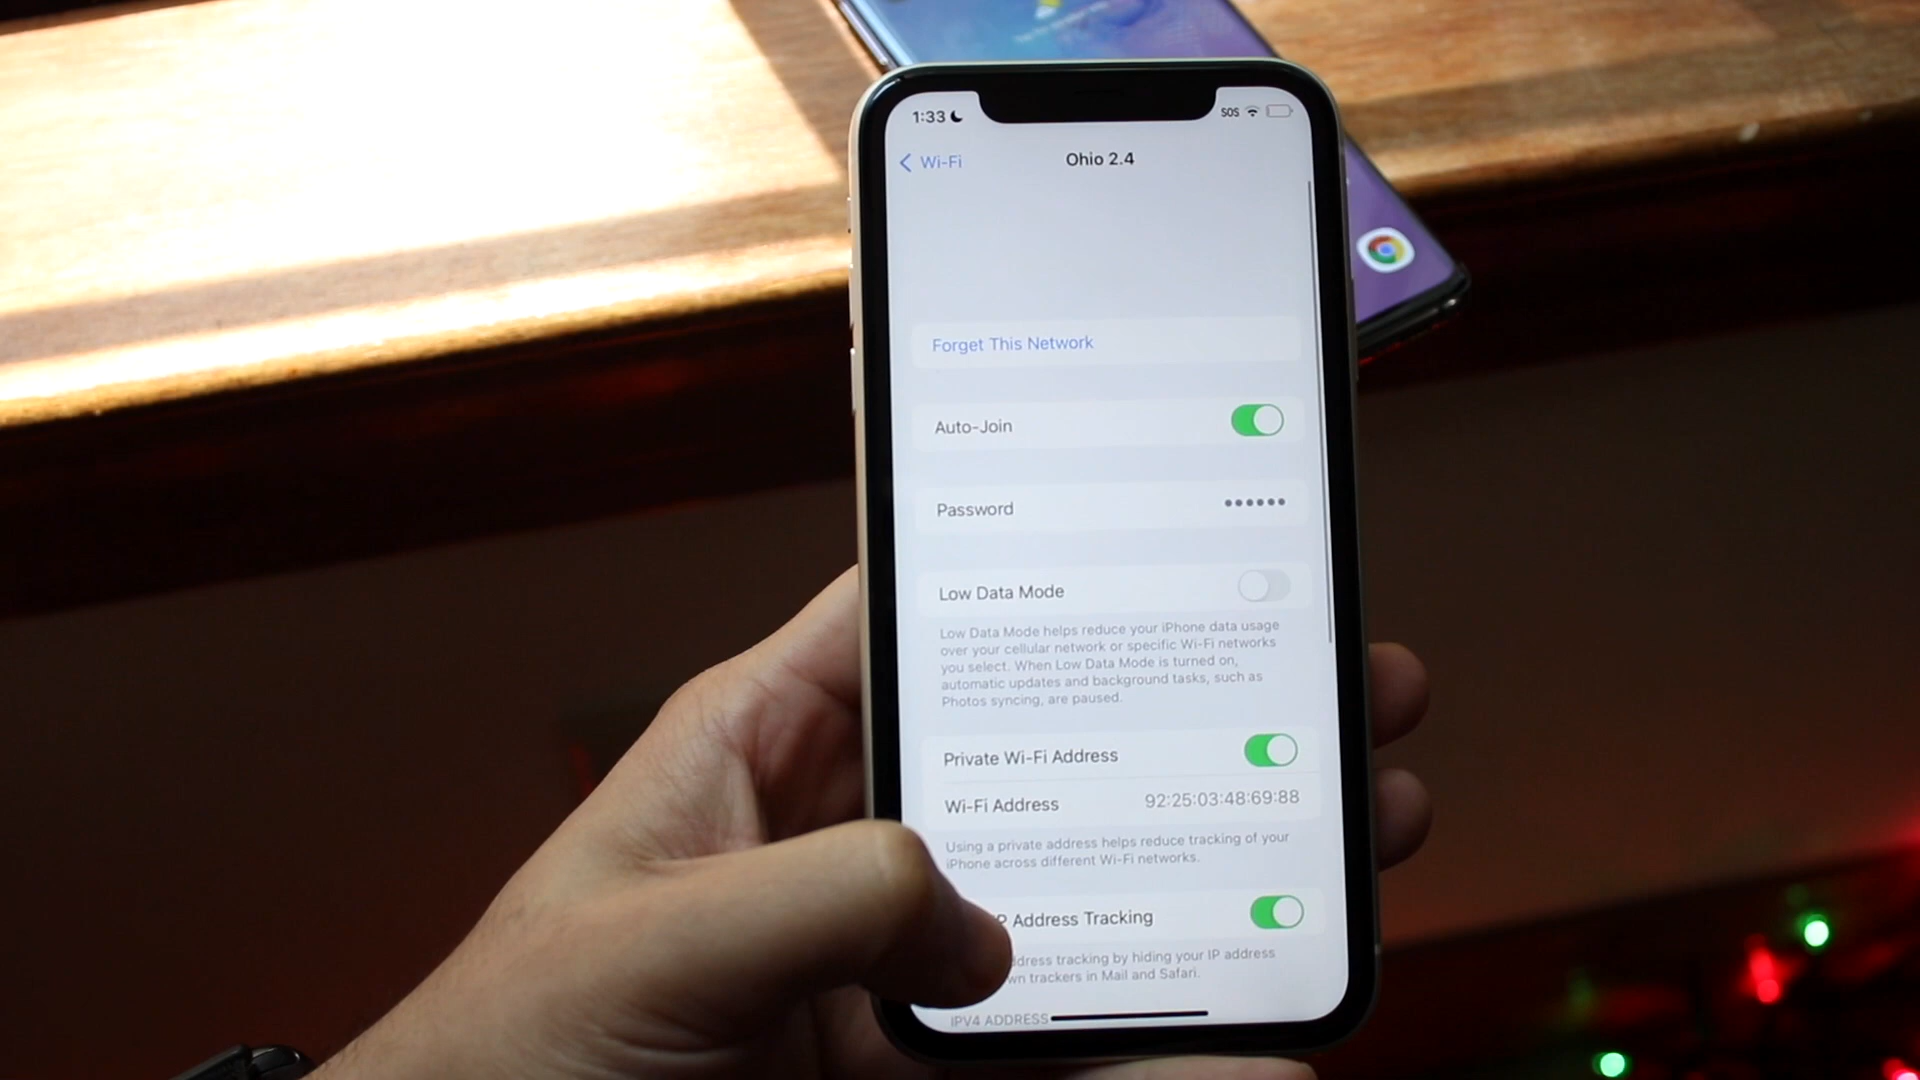 1:33
SOS
Wi-Fi
Ohio 2.4
Forget This Network
Auto-Join
Password
••••••
Low Data Mode
Low Data Mode helps reduce your iPhone data usage
over your cellular network or specific Wi-Fi networks
you select. When Low Data Mode is turned on,
automatic updates and background tasks, such as
Photos syncing, are paused.
Private Wi-Fi Address
Wi-Fi Address
92:25:03:48:69:88
Using a private address helps reduce tracking of your
iPhone across different Wi-Fi networks.
Address Tracking
tracking by hiding your IP address
trackers in Mail and Safari.
IPV4 ADDRESS